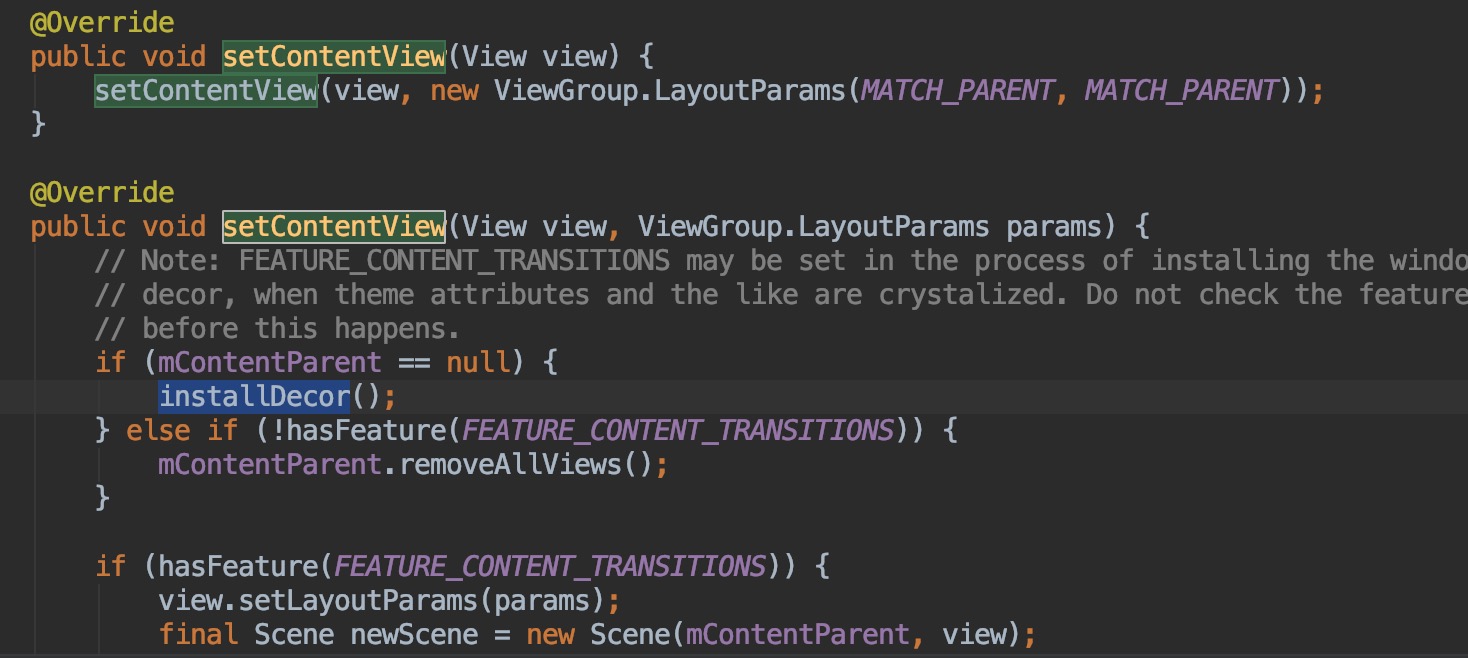 @Override
public void setContentView(View view) {
    setContentView(view, new ViewGroup.LayoutParams(MATCH_PARENT, MATCH_PARENT));
}

@Override
public void setContentView(View view, ViewGroup.LayoutParams params) {
    // Note: FEATURE_CONTENT_TRANSITIONS may be set in the process of installing the windo
    // decor, when theme attributes and the like are crystalized. Do not check the feature
    // before this happens.
    if (mContentParent == null) {
        installDecor();
    } else if (!hasFeature(FEATURE_CONTENT_TRANSITIONS)) {
        mContentParent.removeAllViews();
    }

    if (hasFeature(FEATURE_CONTENT_TRANSITIONS)) {
        view.setLayoutParams(params);
        final Scene newScene = new Scene(mContentParent, view);